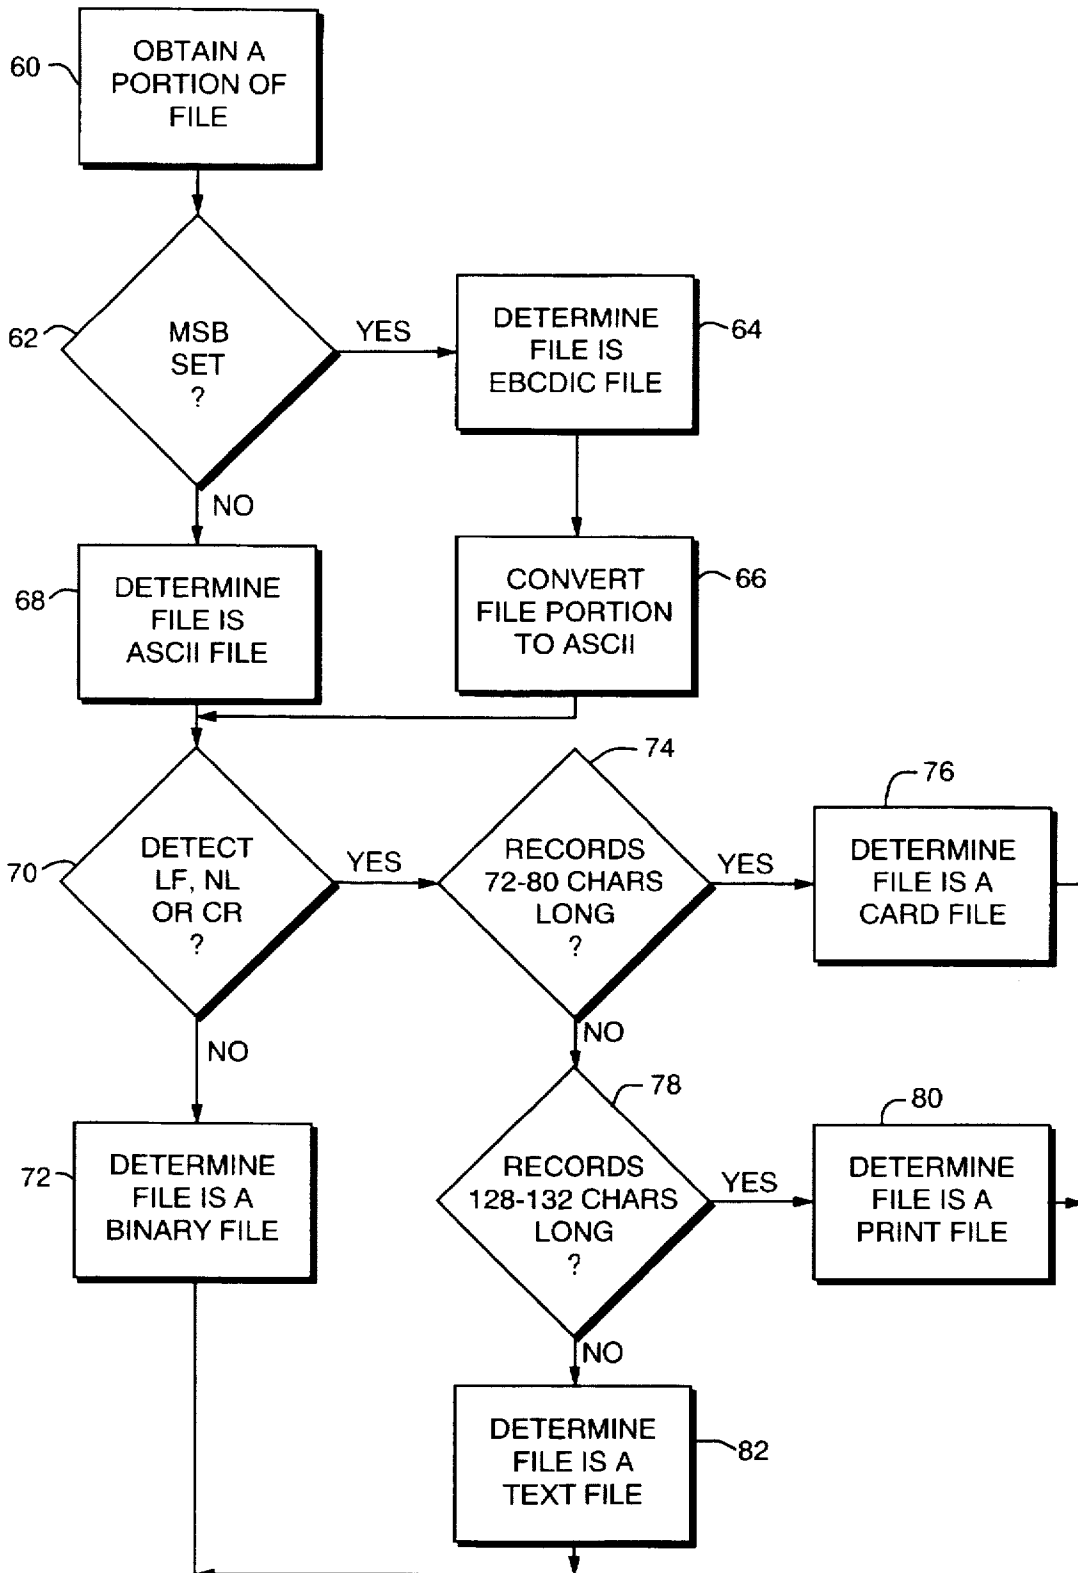 60
OBTAIN A
PORTION OF
FILE
62
MSB
SET
?
YES
NO
DETERMINE
FILE IS
EBCDIC FILE
64
68
DETERMINE
FILE IS
ASCII FILE
CONVERT
FILE PORTION
TO ASCII
66
70
DETECT
LF, NL
OR CR
?
YES
NO
74
RECORDS
72-80 CHARS
LONG
?
YES
NO
76
DETERMINE
FILE IS A
CARD FILE
72
DETERMINE
FILE IS A
BINARY FILE
78
RECORDS
128-132 CHARS
LONG
?
YES
NO
80
DETERMINE
FILE IS A
PRINT FILE
DETERMINE
FILE IS A
TEXT FILE
82